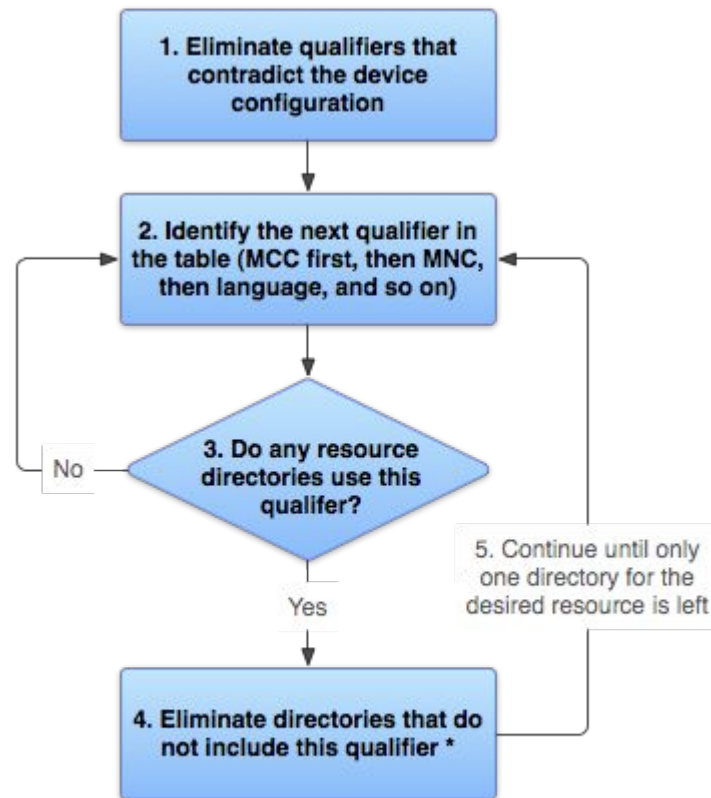 1. Eliminate qualifiers that
contradict the device
configuration
2. Identify the next qualifier in
the table (MCC first, then MNC,
then language, and so on)
3. Do any resource
directories use this
qualifer?
No
Yes
5. Continue until only
one directory for the
desired resource is left
4. Eliminate directories that do
not include this qualifier *